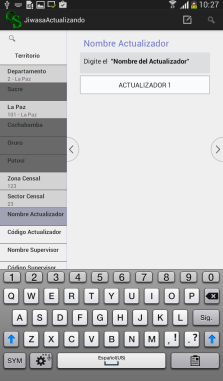 10:27
JiwasaActualizando
Territorio
Departamento
2 - La Paz
Sucre
La Paz
101 - La Paz
Cochabamba
Oruro
Potosi
Zona Censal
123
Sector Censal
23
Nombre Actualizador
Código Actualizador
Nombre Supervisor
Código Supervisor
Nombre Actualizador
Digite el "Nombre del Actualizador"
ACTUALIZADOR 1
1 2 3 4 5 6 7 8 9 0
Q W E R T Y U I O P
A S D F G H J K L Sig.
Z X C V B N M , ! . ?
SYM Español(US)